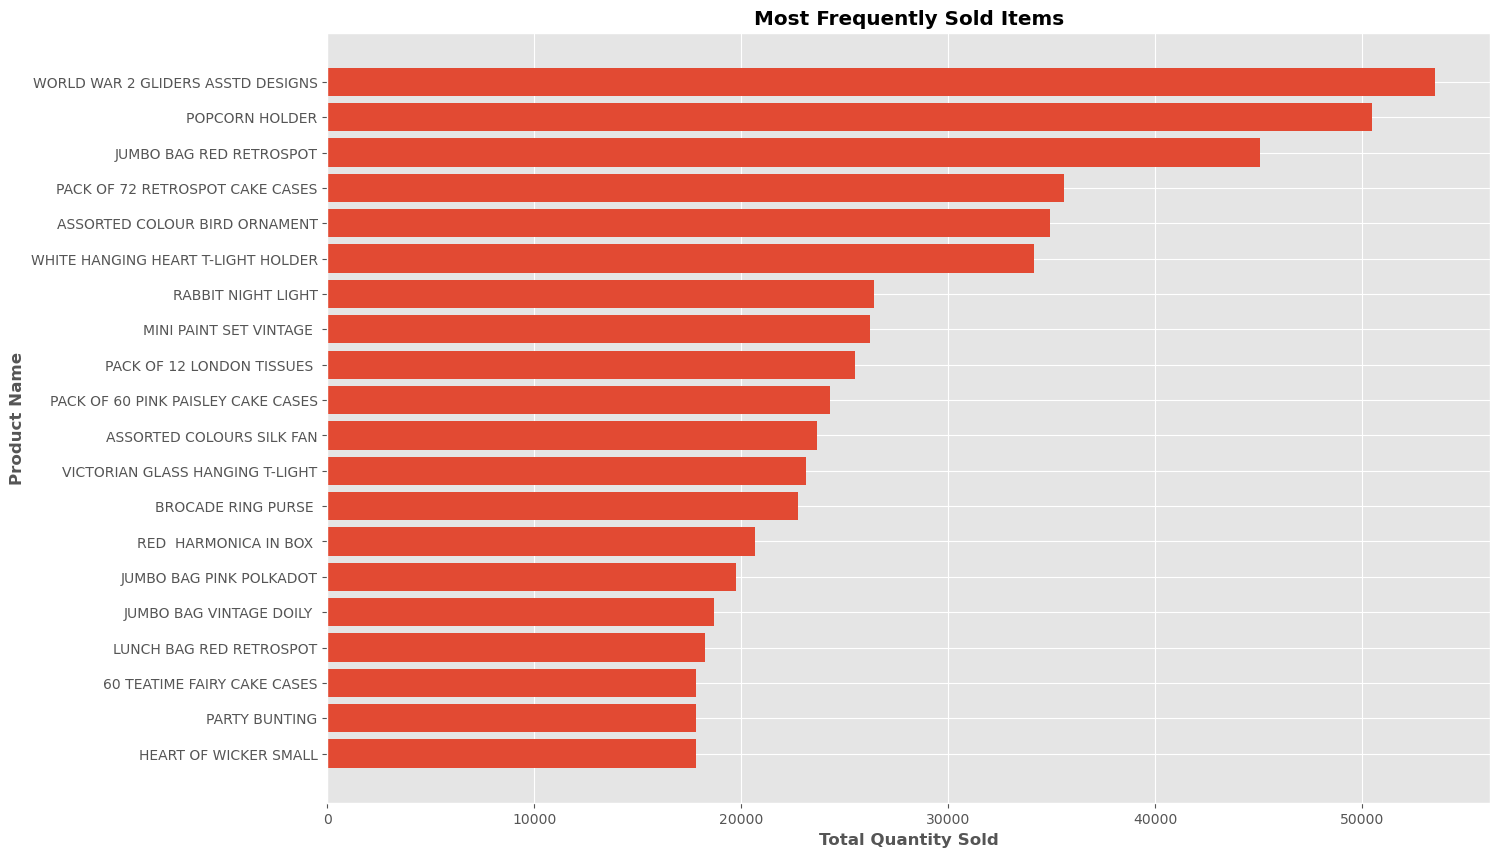 Most Frequently Sold Items
WORLD WAR 2 GLIDERS ASSTD DESIGNS
POPCORN HOLDER
JUMBO BAG RED RETROSPOT
PACK OF 72 RETROSPOT CAKE CASES
ASSORTED COLOUR BIRD ORNAMENT
WHITE HANGING HEART T-LIGHT HOLDER
RABBIT NIGHT LIGHT
MINI PAINT SET VINTAGE
PACK OF 12 LONDON TISSUES
PACK OF 60 PINK PAISLEY CAKE CASES
ASSORTED COLOURS SILK FAN
VICTORIAN GLASS HANGING T-LIGHT
BROCADE RING PURSE
RED  HARMONICA IN BOX
JUMBO BAG PINK POLKADOT
JUMBO BAG VINTAGE DOILY
LUNCH BAG RED RETROSPOT
60 TEATIME FAIRY CAKE CASES
PARTY BUNTING
HEART OF WICKER SMALL
Product Name
0 10000 20000 30000 40000 50000
Total Quantity Sold